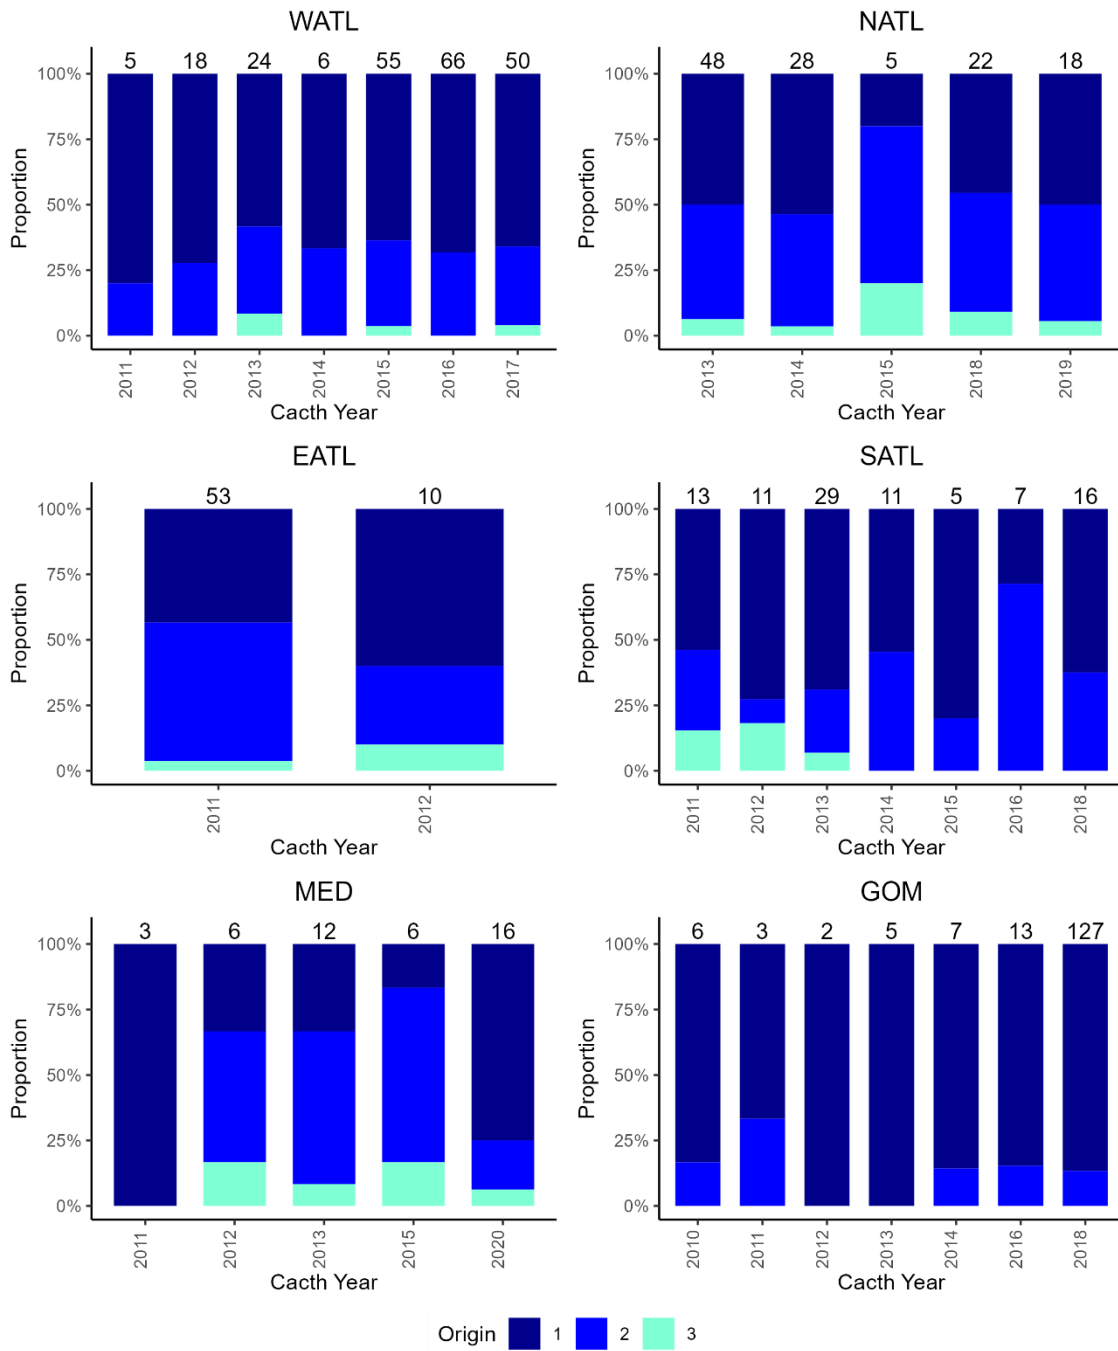 WATL
5 18 24 6 55 66 50
100%
75%
50%
25%
0%
Proportion
2011 2012 2013 2014 2015 2016 2017
Cacth Year
NATL
48 28 5 22 18
100%
75%
50%
25%
0%
Proportion
2013 2014 2015 2018 2019
Cacth Year
EATL
53 10
100%
75%
50%
25%
0%
Proportion
2011 2012
Cacth Year
SATL
13 11 29 11 5 7 16
100%
75%
50%
25%
0%
Proportion
2011 2012 2013 2014 2015 2016 2018
Cacth Year
MED
3 6 12 6 16
100%
75%
50%
25%
0%
Proportion
2011 2012 2013 2015 2020
Cacth Year
GOM
6 3 2 5 7 13 127
100%
75%
50%
25%
0%
Proportion
2010 2011 2012 2013 2014 2016 2018
Cacth Year
Origin 1 2 3